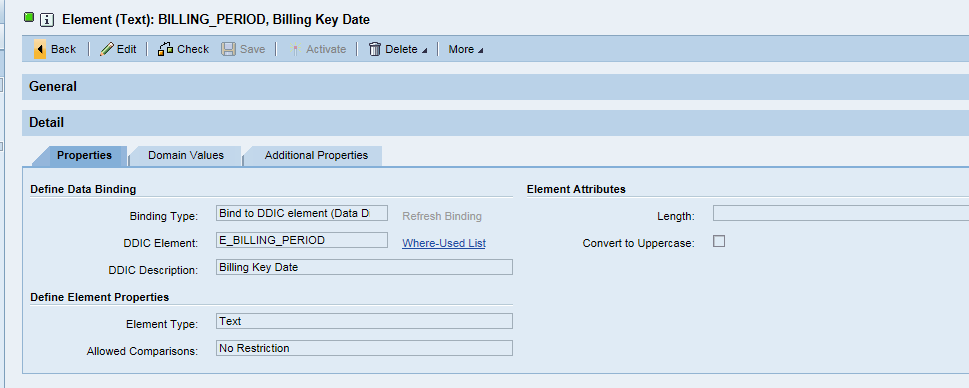 Element (Text): BILLING_PERIOD, Billing Key Date
Back Edit Check Save Activate Delete More
General
Detail
Properties Domain Values Additional Properties
Define Data Binding Element Attributes
Binding Type: Bind to DDIC element (Data D Refresh Binding Length:
DDIC Element: E_BILLING_PERIOD Where-Used List Convert to Uppercase:
DDIC Description: Billing Key Date
Define Element Properties
Element Type: Text
Allowed Comparisons: No Restriction